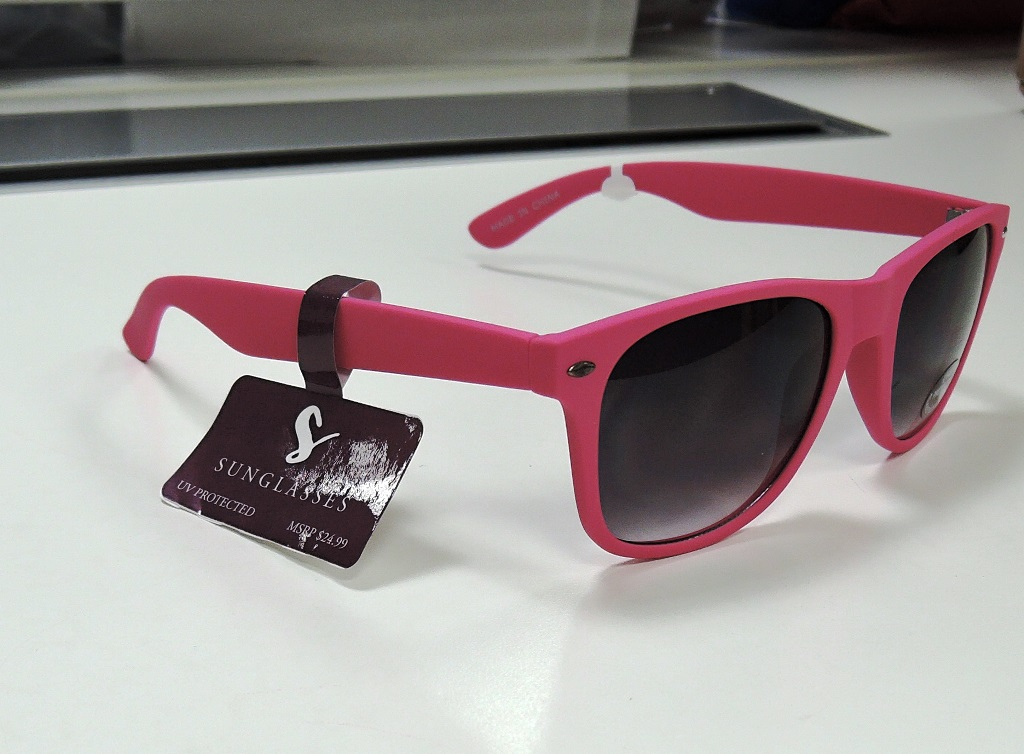 S
SUNGLASSES
UV PROTECTED
MSRP $24.99
MADE IN CHINA